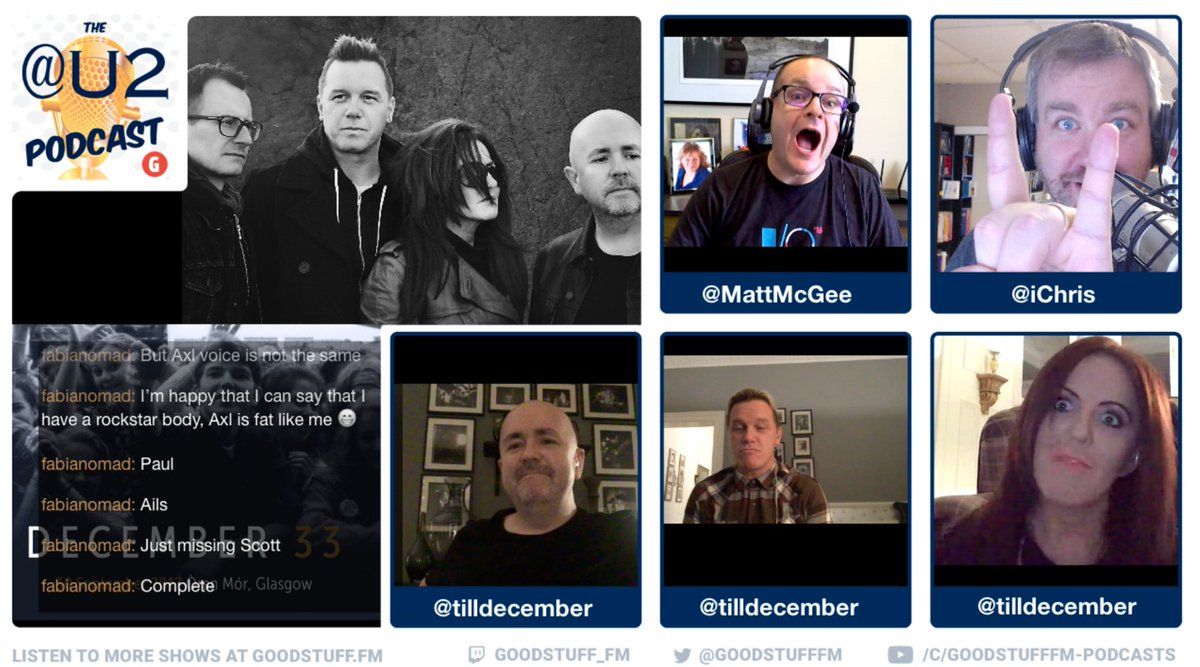 THE
@U2
PODCAST
G
fabianomad: But Axl voice is not the same
fabianomad: I'm happy that I can say that I
have a rockstar body, Axl is fat like me 😁
fabianomad: Paul
fabianomad: Ails
fabianomad: Just missing Scott
fabianomad: Complete
DECEMBER 33
Mór, Glasgow
@MattMcGee
I/O '16
@iChris
@tilldecember
@tilldecember
@tilldecember
LISTEN TO MORE SHOWS AT GOODSTUFF.FM
GOODSTUFF_FM
@GOODSTUFFFM
/C/GOODSTUFFFM-PODCASTS